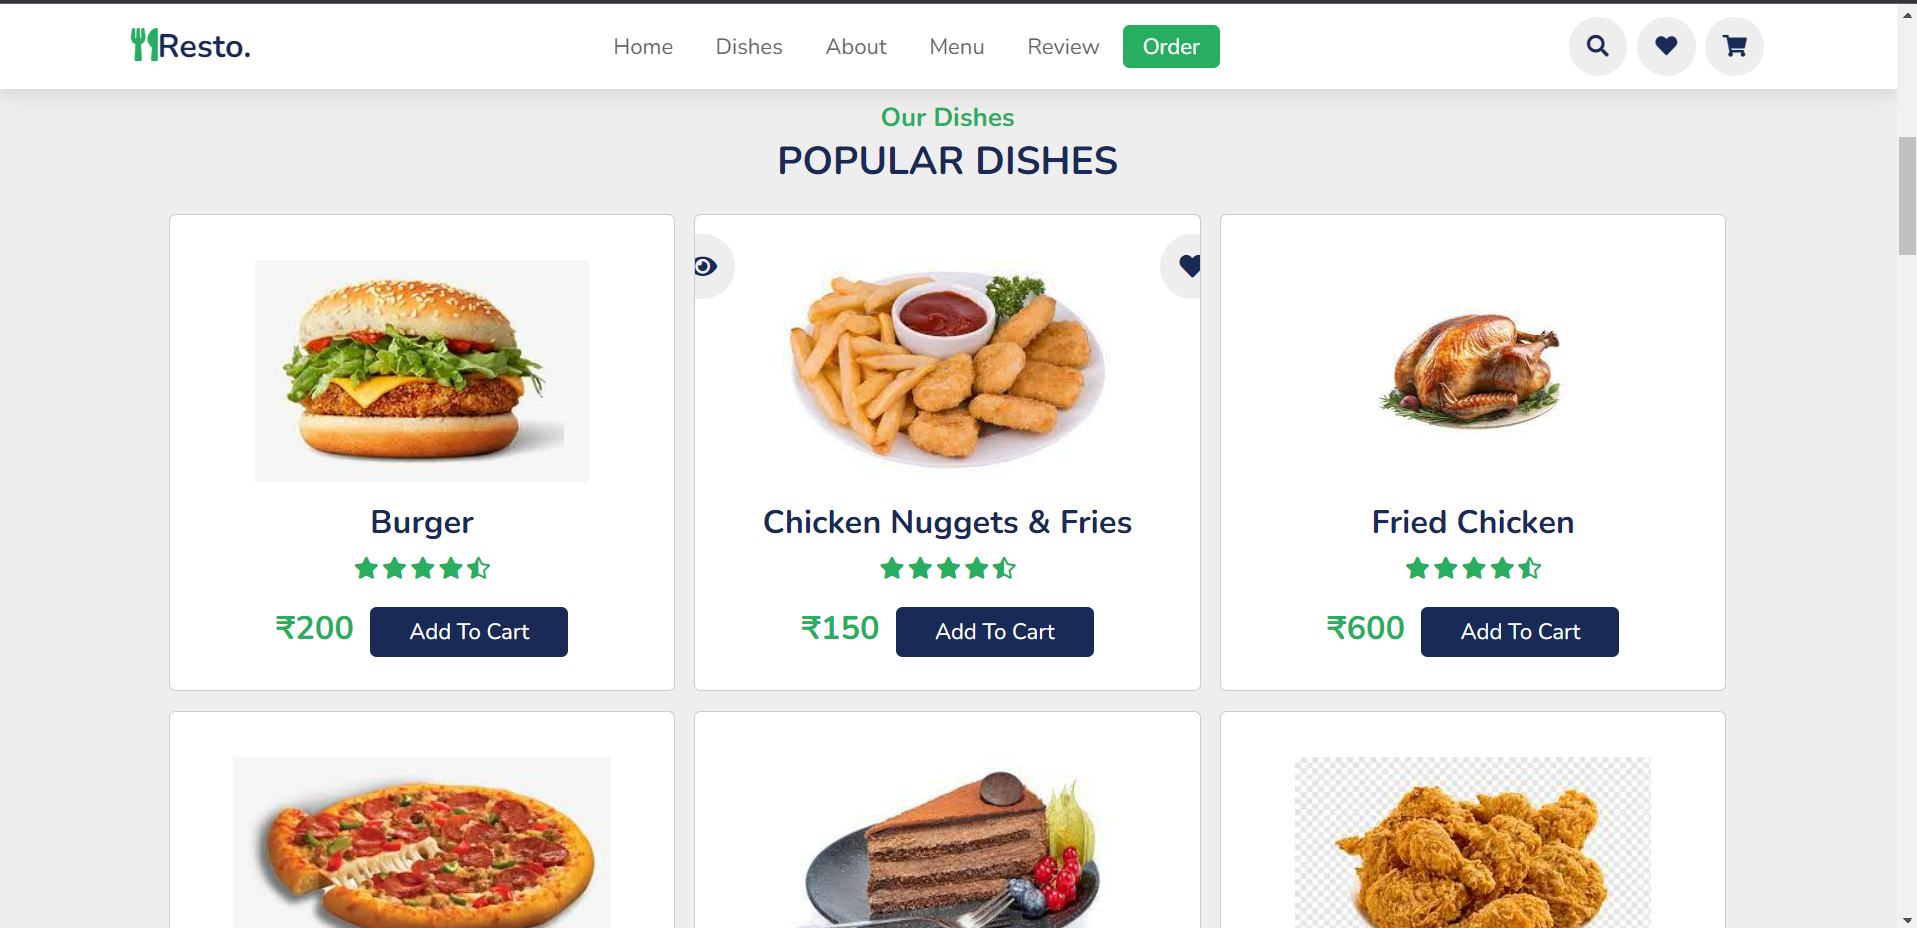 Resto.
Home Dishes About Menu Review Order
Our Dishes
POPULAR DISHES
Burger
₹200 Add To Cart
Chicken Nuggets & Fries
₹150 Add To Cart
Fried Chicken
₹600 Add To Cart